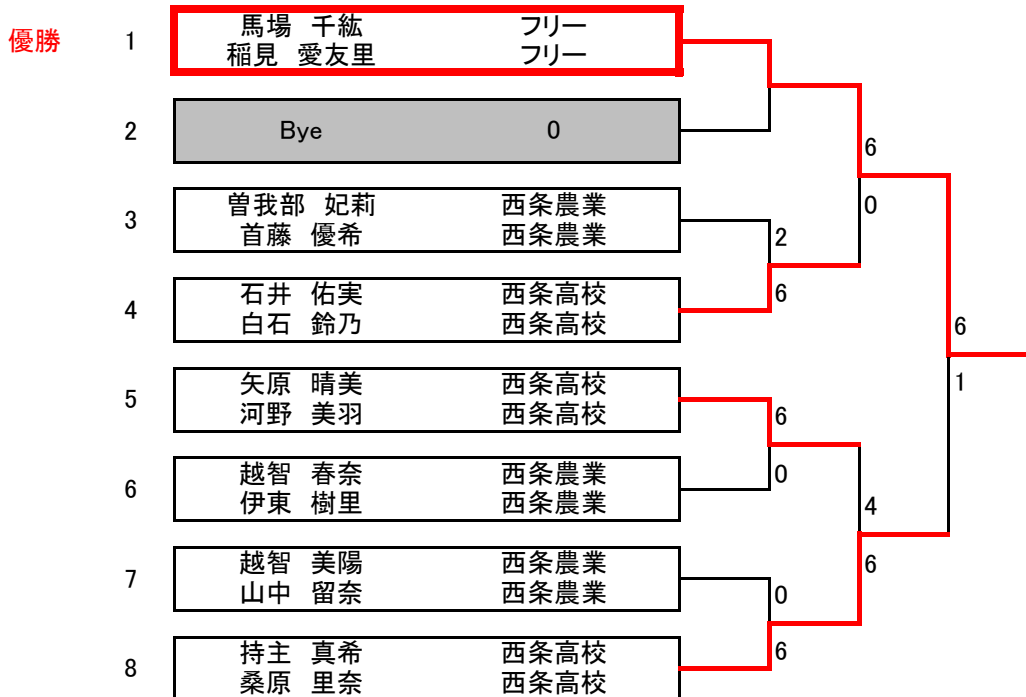 優勝
1
馬場 千紘 フリー
稲見 愛友里 フリー
2
Bye 0
6
3
曽我部 妃莉 西条農業
首藤 優希 西条農業
0
2
4
石井 佑実 西条高校
白石 鈴乃 西条高校
6
6
1
5
矢原 晴美 西条高校
河野 美羽 西条高校
6
6
越智 春奈 西条農業
伊東 樹里 西条農業
0
4
7
越智 美陽 西条農業
山中 留奈 西条農業
6
0
8
持主 真希 西条高校
桑原 里奈 西条高校
6